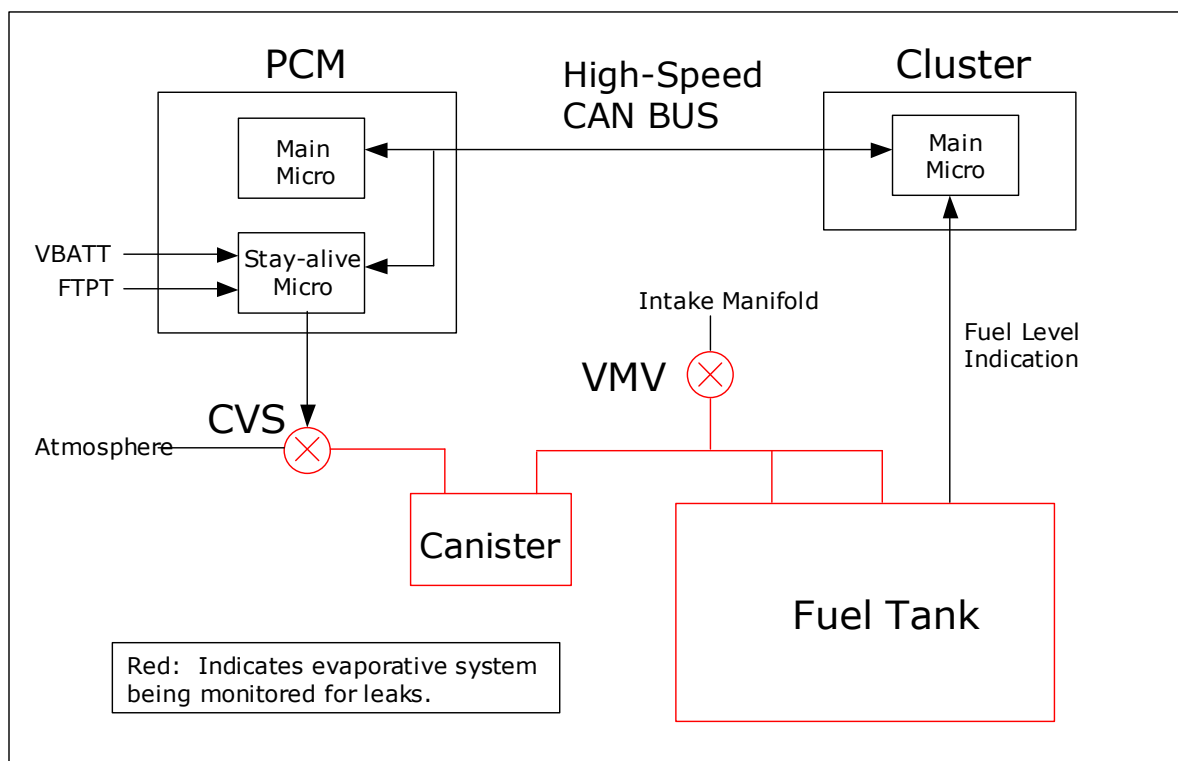 PCM
High-Speed
CAN BUS
Cluster
Main
Micro
Main
Micro
VBATT
FTPT
Stay-alive
Micro
Intake Manifold
Fuel Level
Indication
VMV
CVS
Atmosphere
Canister
Fuel Tank
Red:  Indicates evaporative system
being monitored for leaks.